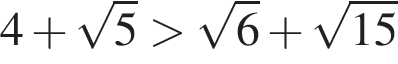 4 + √5 > √6 + √15